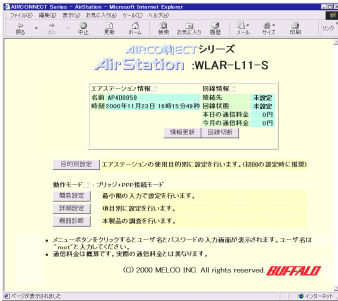 AIRCONNECT Series - AirStation - Microsoft Internet Explorer
ファイル(F) 編集(E) 表示(V) お気に入り(A) ツール(T) ヘルプ(H)
戻る 中止 更新 ホーム 検索 お気に入り 履歴 メール サイズ 印刷 リンク
AIRCONNECTシリーズ
AirStation :WLAR-L11-S
エアステーション情報 回線情報
名前 AP4D0059 接続先 未設定
時刻 2000年11月23日 16時15分49秒 回線状態 未設定
本日の通信料金 0円
今月の通信料金 0円
情報更新 回線切断
目的別設定 エアステーションの使用目的別に設定を行います。(初回の設定時に推奨)
動作モード : ブリッジ+PPP接続モード
簡易設定 最小限の入力で設定を行います。
詳細設定 項目別に設定を行います。
機器診断 本製品の調査を行います。
メニューボタンをクリックするとユーザ名とパスワードの入力画面が表示されます。ユーザ名は
"root"と入力してください。
通信料金は概算です。実際の通信料金とは異なります。
(C) 2000 MELCO INC. All rights reserved. BUFFALO
ページが表示されました インターネット